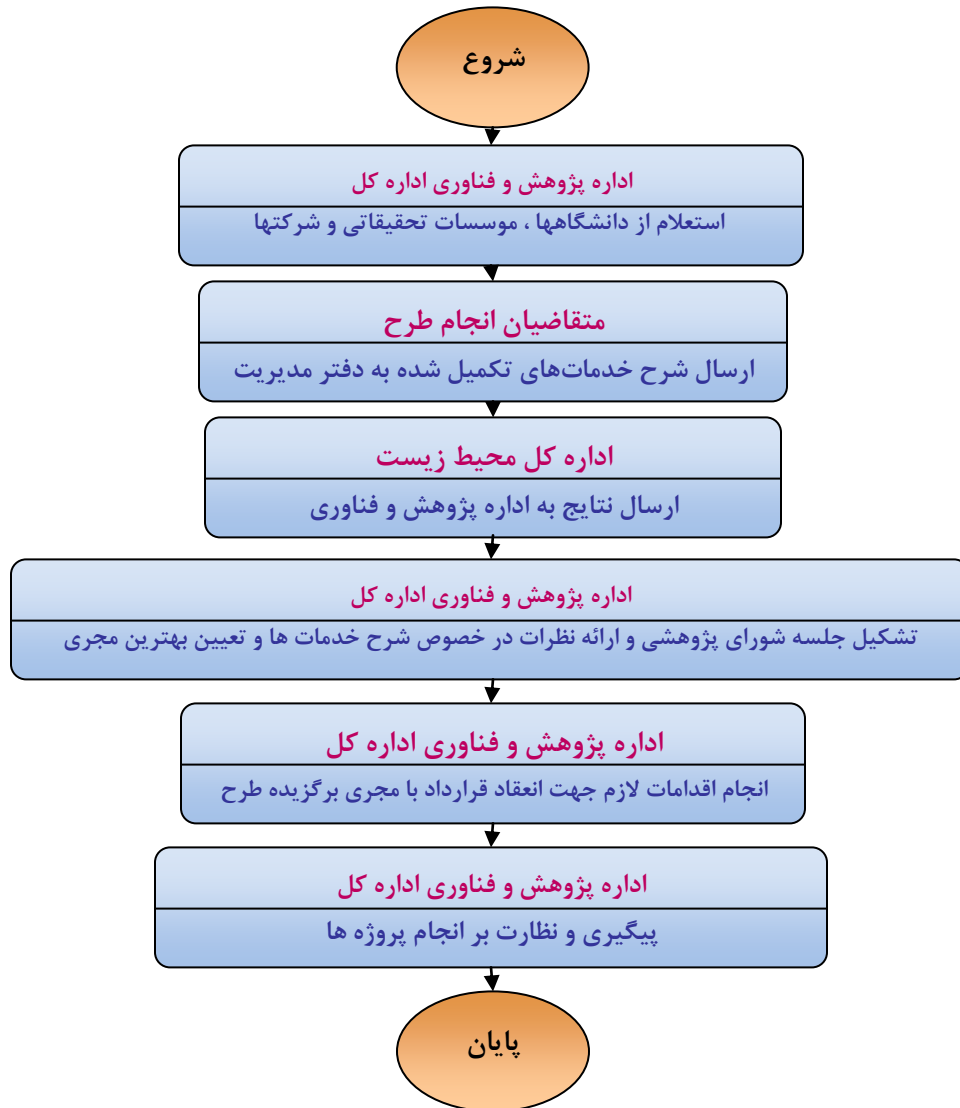 شروع
اداره پژوهش و فناوری اداره کل
استعلام از دانشگاهها ، موسسات تحقیقاتی و شرکتها
متقاضیان انجام طرح
ارسال شرح خدمات‌های تکمیل شده به دفتر مدیریت
اداره کل محیط زیست
ارسال نتایج به اداره پژوهش و فناوری
اداره پژوهش و فناوری اداره کل
تشکیل جلسه شورای پژوهشی و ارائه نظرات در خصوص شرح خدمات ها و تعیین بهترین مجری
اداره پژوهش و فناوری اداره کل
انجام اقدامات لازم جهت انعقاد قرارداد با مجری برگزیده طرح
اداره پژوهش و فناوری اداره کل
پیگیری و نظارت بر انجام پروژه ها
پایان